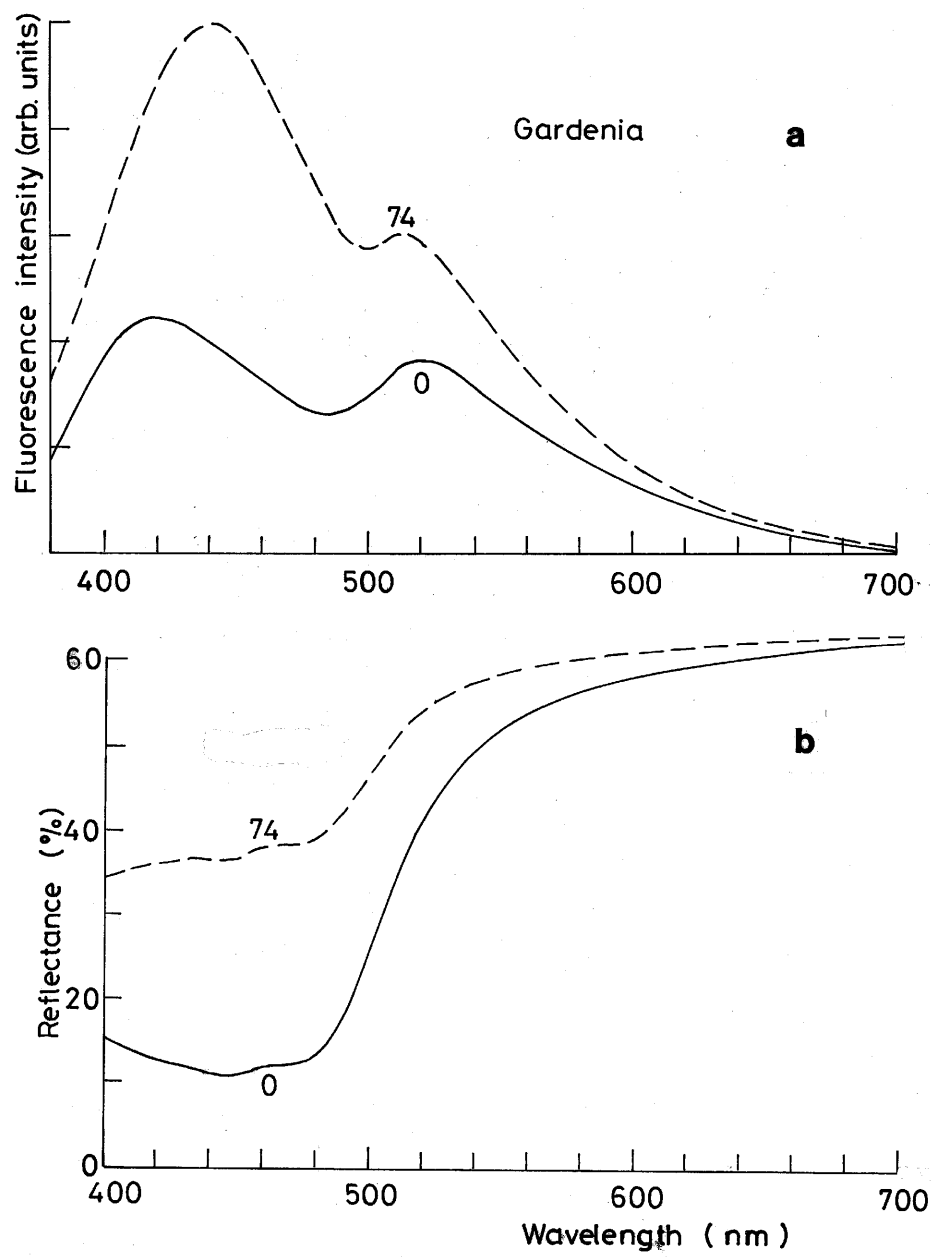 Fluorescence intensity (arb. units)
Gardenia
a
74
0
400 500 600 700
Reflectance (%)
60
40
20
0
b
74
0
400 500 600 700
Wavelength (nm)